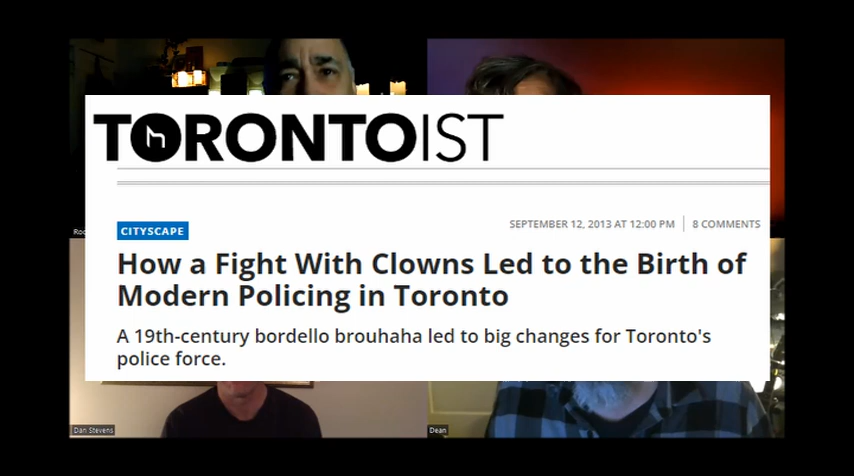 TORONTOIST
SEPTEMBER 12, 2013 AT 12:00 PM | 8 COMMENTS
CITYSCAPE
How a Fight With Clowns Led to the Birth of
Modern Policing in Toronto
A 19th-century bordello brouhaha led to big changes for Toronto's
police force.
Dan Stevens
Dean